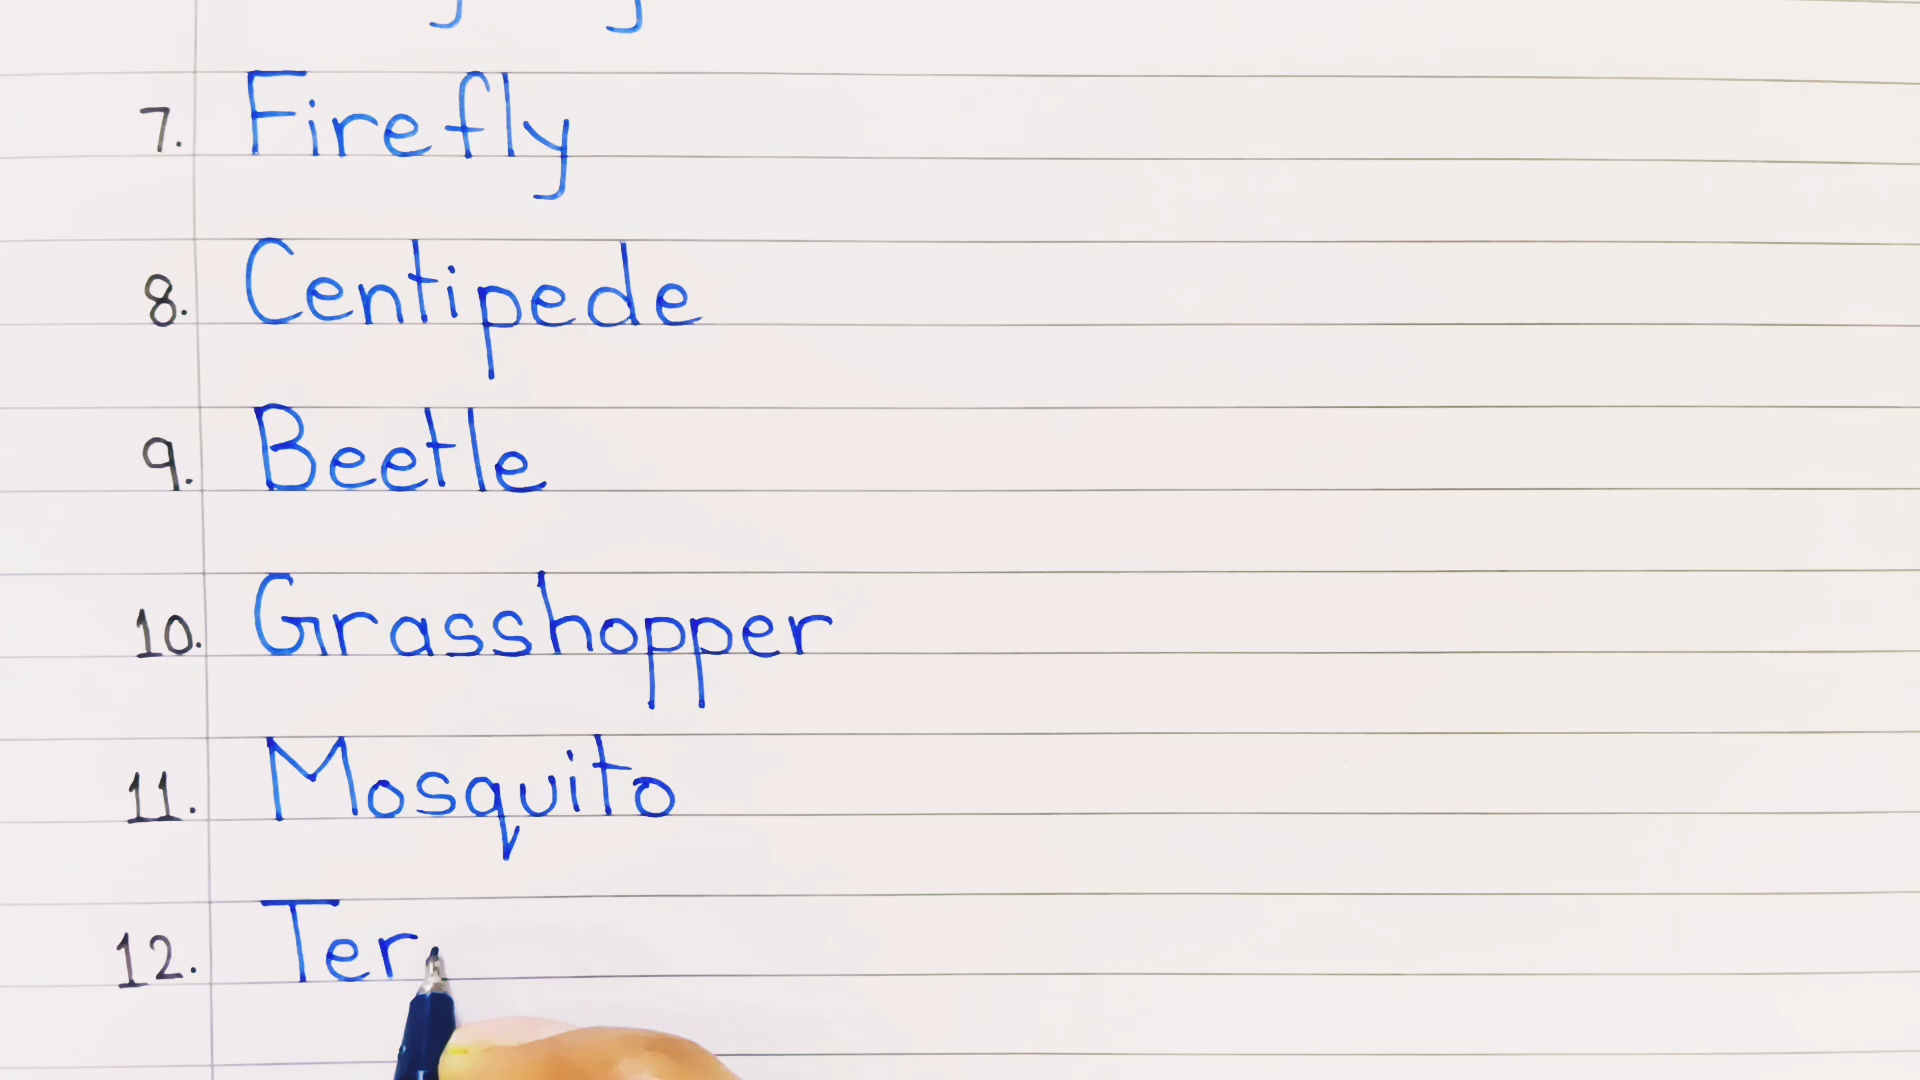 7. Firefly
8. Centipede
9. Beetle
10. Grasshopper
11. Mosquito
12. Ter